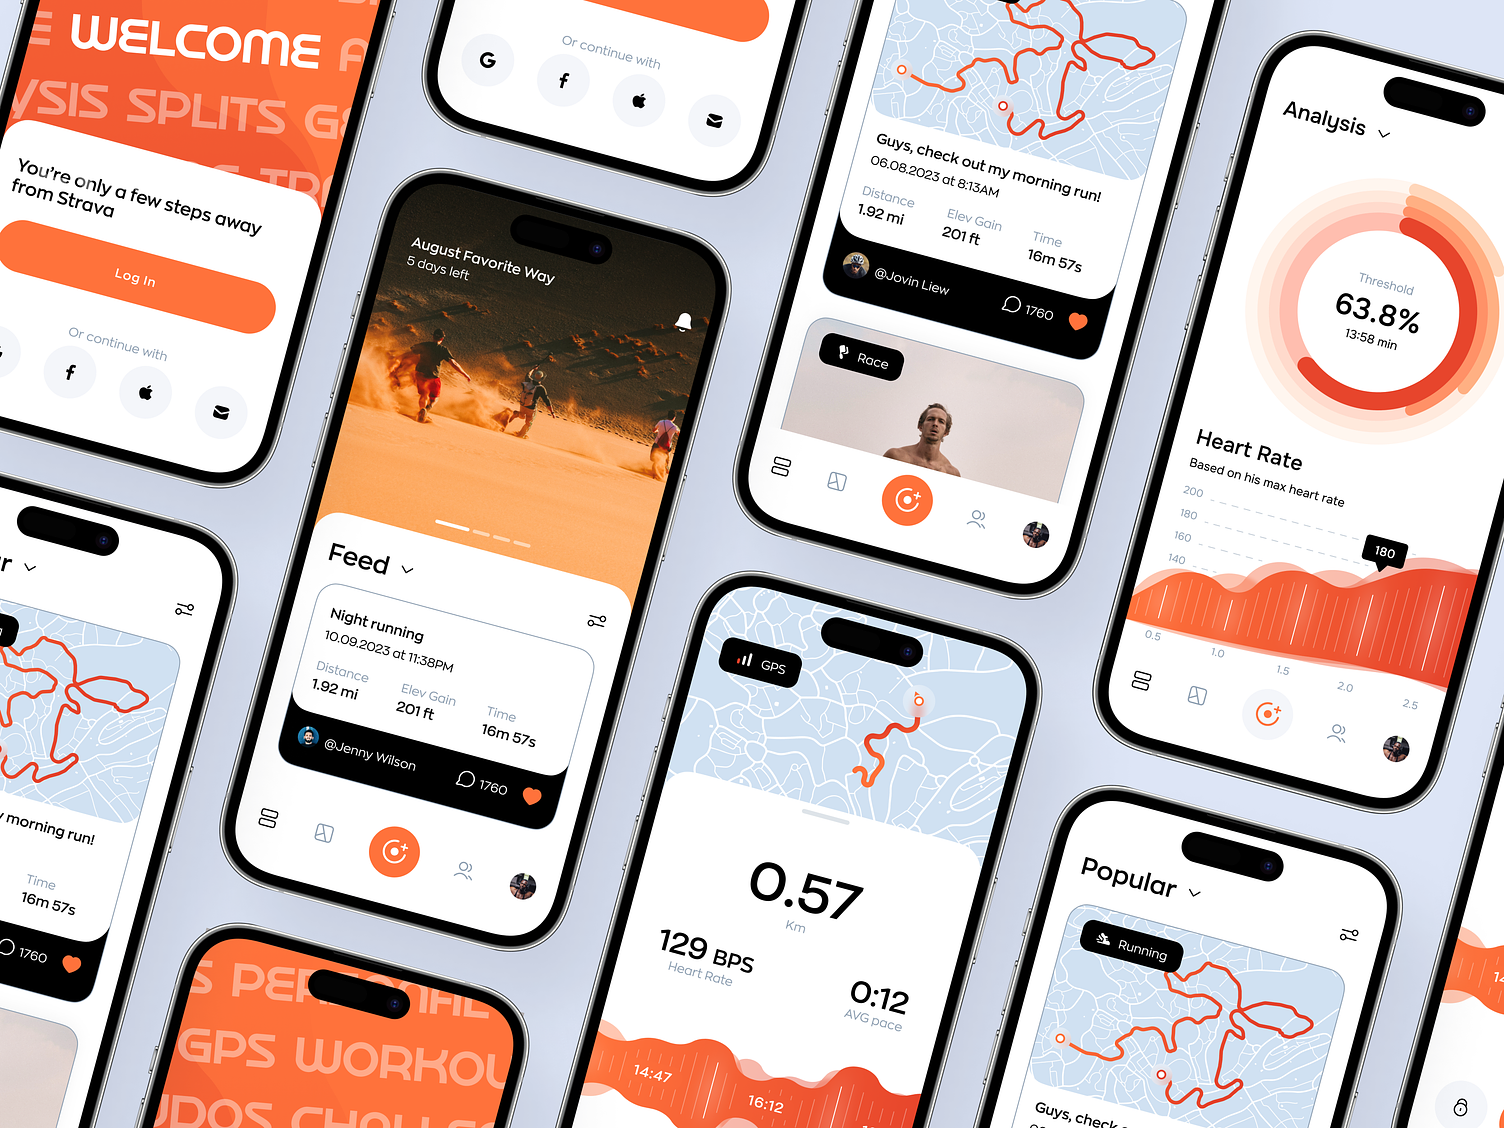 WELCOME
YSIS SPLITS G
TR
You're only a few steps away
from Strava
Log In
Or continue with
Or continue with
G
f
f
August Favorite Way
5 days left
Feed
Night running
10.09.2023 at 11:38PM
Distance
1.92 mi
Elev Gain
201 ft
Time
16m 57s
@Jenny Wilson
1760
Guys, check out my morning run!
06.08.2023 at 8:13AM
Distance
1.92 mi
Elev Gain
201 ft
Time
16m 57s
@Jovin Liew
1760
Race
Analysis
Threshold
63.8%
13:58 min
Heart Rate
Based on his max heart rate
200
180
160
140
180
0.5
1.0
1.5
2.0
2.5
r
y morning run!
Time
16m 57s
1760
S PERSONAL
GPS WORKOU
UDOS CHALLE
GPS
0.57
Km
129 BPS
Heart Rate
0:12
AVG pace
14:47
16:12
Popular
Running
Guys, check
14